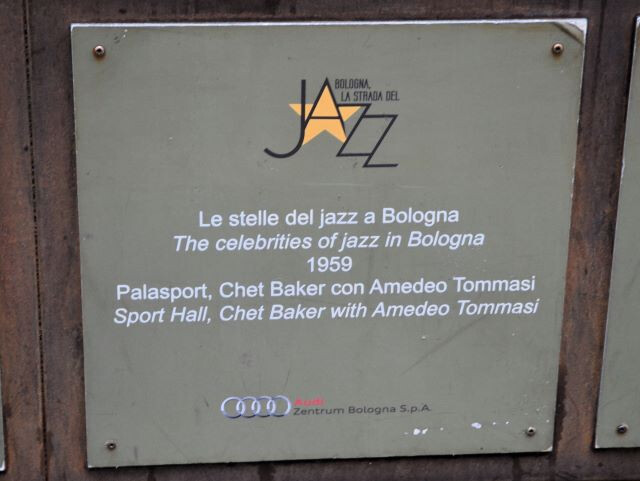 BOLOGNA,
LA STRADA DEL
JAZZ
Le stelle del jazz a Bologna
The celebrities of jazz in Bologna
1959
Palasport, Chet Baker con Amedeo Tommasi
Sport Hall, Chet Baker with Amedeo Tommasi
Audi
Zentrum Bologna S.p.A.